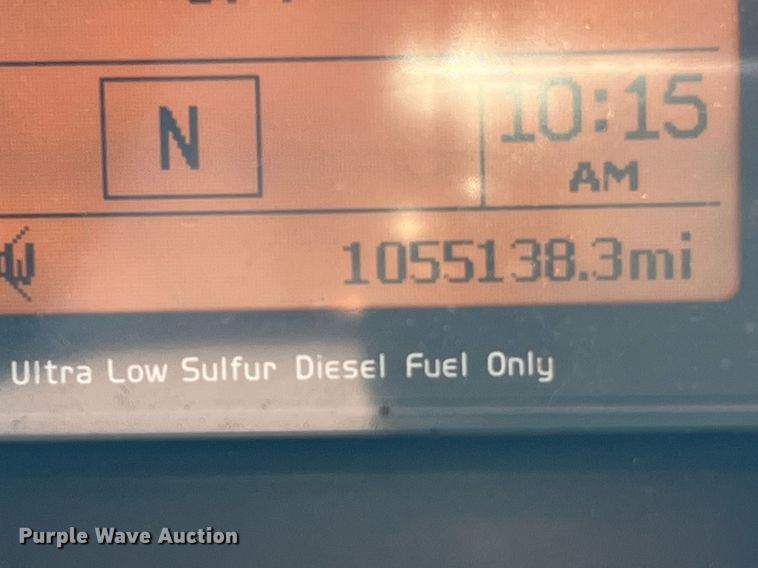 N
10:15
AM
1055138.3mi
Ultra Low Sulfur Diesel Fuel Only
Purple Wave Auction